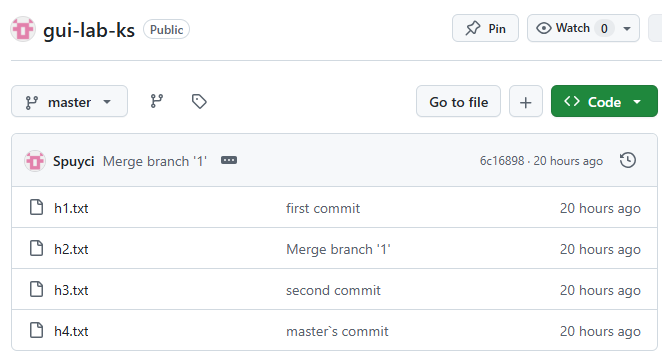 gui-lab-ks Public Pin Watch 0
master Go to file + Code
Spuyci Merge branch '1' ... 6c16898 · 20 hours ago
h1.txt first commit 20 hours ago
h2.txt Merge branch '1' 20 hours ago
h3.txt second commit 20 hours ago
h4.txt master`s commit 20 hours ago